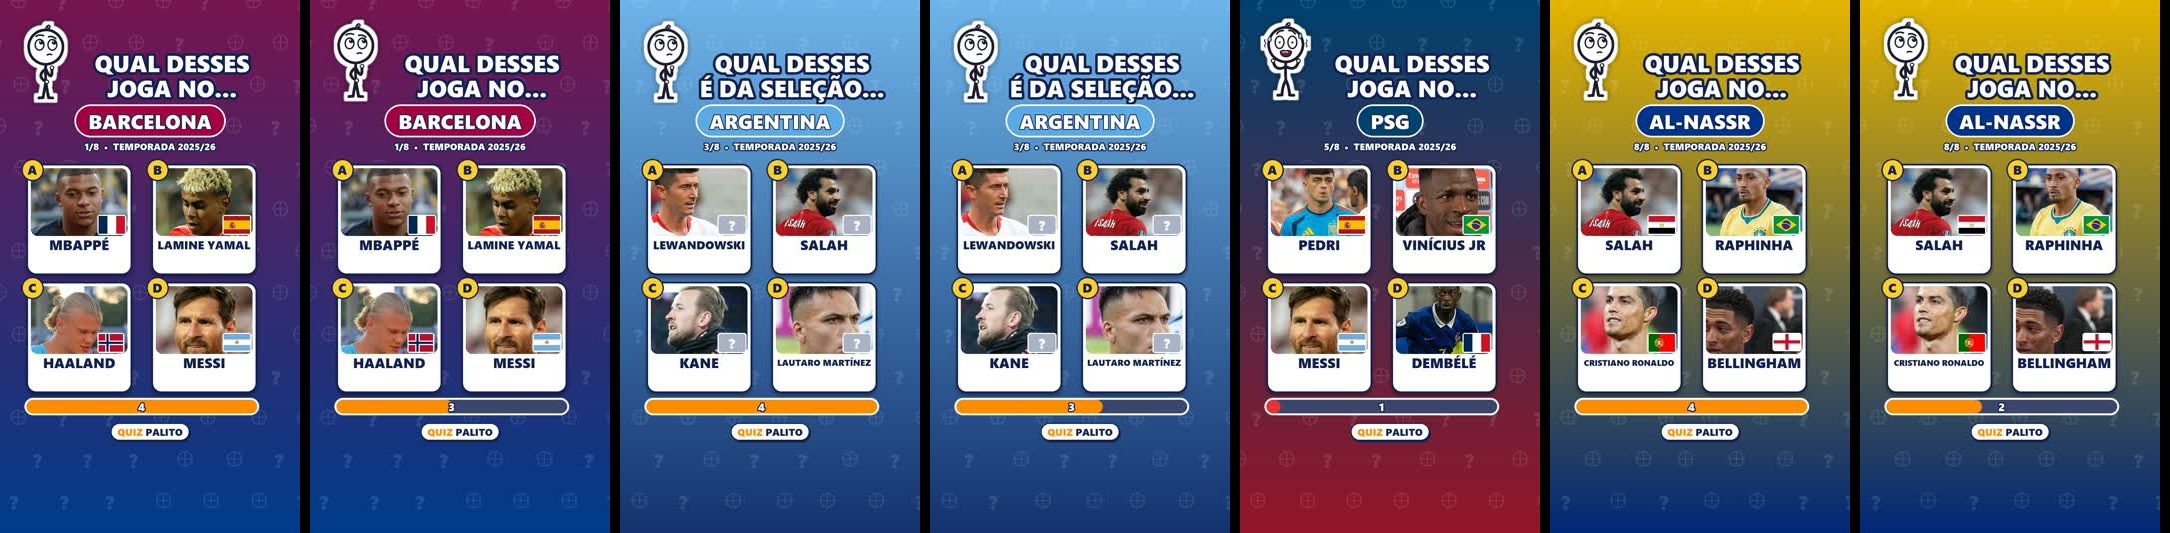 QUAL DESSES
JOGA NO...
BARCELONA
1/8 • TEMPORADA 2025/26
A
B
MBAPPÉ
LAMINE YAMAL
C
D
HAALAND
MESSI
4
QUIZ PALITO
QUAL DESSES
JOGA NO...
BARCELONA
1/8 • TEMPORADA 2025/26
A
B
MBAPPÉ
LAMINE YAMAL
C
D
HAALAND
MESSI
3
QUIZ PALITO
QUAL DESSES
É DA SELEÇÃO...
ARGENTINA
3/8 • TEMPORADA 2025/26
A
B
?
?
LEWANDOWSKI
SALAH
C
D
?
?
KANE
LAUTARO MARTÍNEZ
4
QUIZ PALITO
QUAL DESSES
É DA SELEÇÃO...
ARGENTINA
3/8 • TEMPORADA 2025/26
A
B
?
?
LEWANDOWSKI
SALAH
C
D
?
?
KANE
LAUTARO MARTÍNEZ
3
QUIZ PALITO
QUAL DESSES
JOGA NO...
PSG
5/8 • TEMPORADA 2025/26
A
B
PEDRI
VINÍCIUS JR
C
D
MESSI
DEMBÉLÉ
1
QUIZ PALITO
QUAL DESSES
JOGA NO...
AL-NASSR
8/8 • TEMPORADA 2025/26
A
B
SALAH
RAPHINHA
C
D
CRISTIANO RONALDO
BELLINGHAM
4
QUIZ PALITO
QUAL DESSES
JOGA NO...
AL-NASSR
8/8 • TEMPORADA 2025/26
A
B
SALAH
RAPHINHA
C
D
CRISTIANO RONALDO
BELLINGHAM
2
QUIZ PALITO